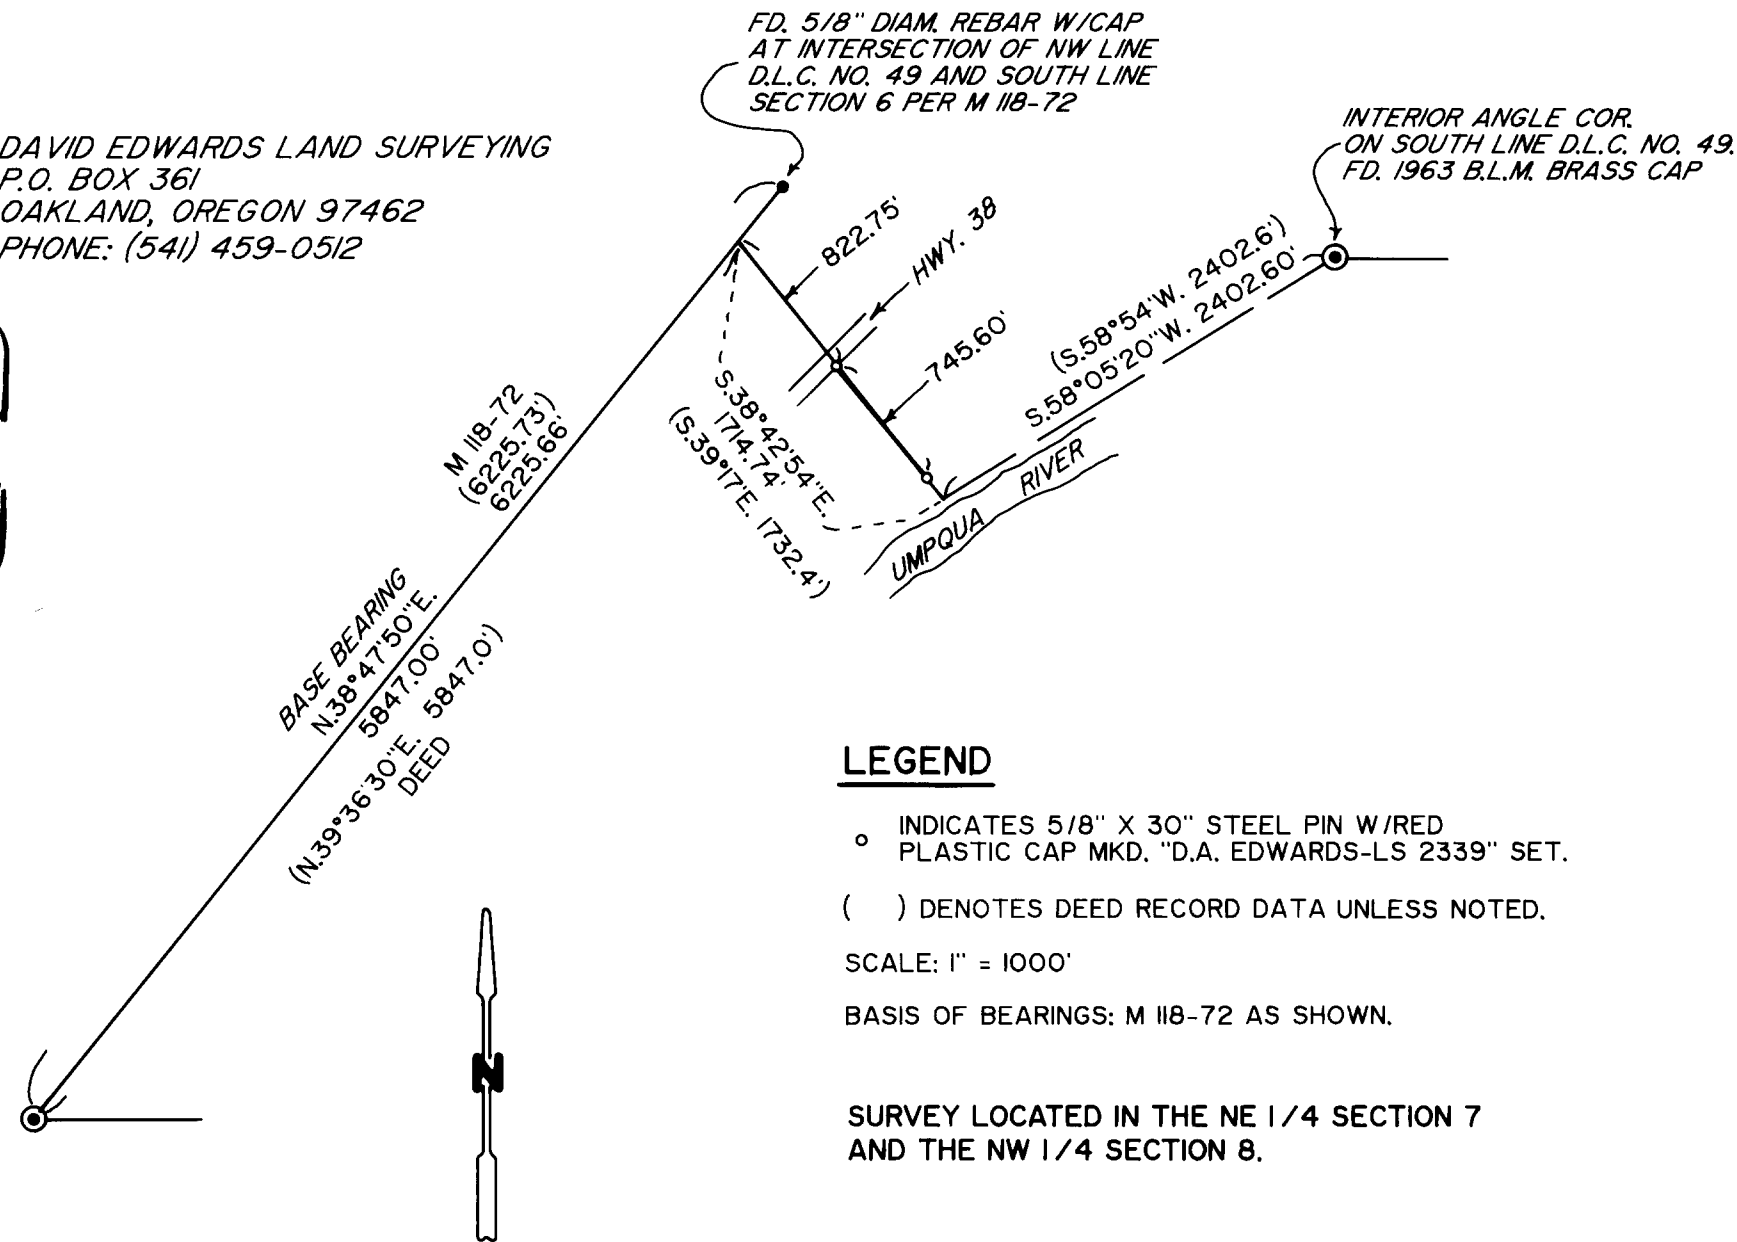 FD. 5/8" DIAM. REBAR W/CAP
AT INTERSECTION OF NW LINE
D.L.C. NO. 49 AND SOUTH LINE
SECTION 6 PER M 118-72
INTERIOR ANGLE COR.
ON SOUTH LINE D.L.C. NO. 49.
FD. 1963 B.L.M. BRASS CAP
DAVID EDWARDS LAND SURVEYING
P.O. BOX 361
OAKLAND, OREGON 97462
PHONE: (541) 459-0512
822.75'
HWY. 38
745.60'
(S.58°54'W. 2402.6')
S.58°05'20"W. 2402.60'
S.38°42'54"E.
1714.74'
(S.39°17'E. 1732.4')
UMPQUA RIVER
M 118-72
(6225.73')
6225.66'
BASE BEARING
N.38°47'50"E.
5847.00'
(N.39°36'30"E. 5847.0')
DEED
LEGEND
INDICATES 5/8" X 30" STEEL PIN W/RED
PLASTIC CAP MKD. "D.A. EDWARDS-LS 2339" SET.
( ) DENOTES DEED RECORD DATA UNLESS NOTED.
SCALE: 1" = 1000'
BASIS OF BEARINGS: M 118-72 AS SHOWN.
N
SURVEY LOCATED IN THE NE 1/4 SECTION 7
AND THE NW 1/4 SECTION 8.